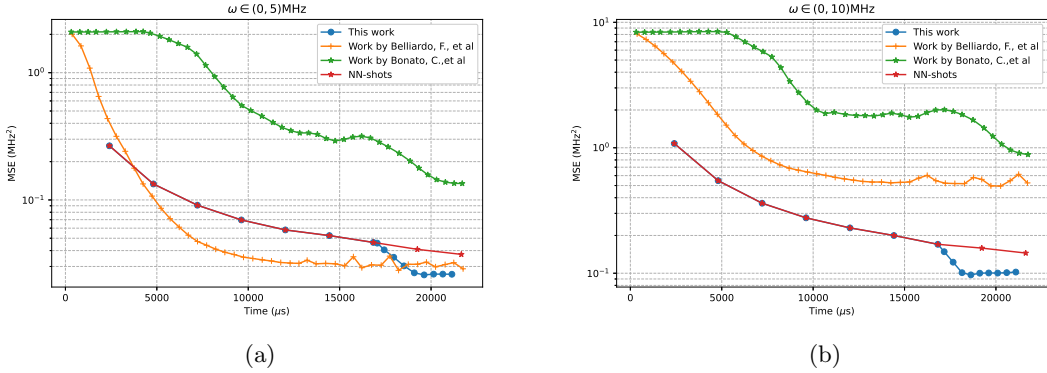 ω ∈ (0, 5)MHz
MSE (MHz²)
10⁰
10⁻¹
This work
Work by Belliardo, F., et al
Work by Bonato, C.,et al
NN-shots
0 5000 10000 15000 20000
Time (μs)
(a)
ω ∈ (0, 10)MHz
MSE (MHz²)
10¹
10⁰
10⁻¹
This work
Work by Belliardo, F., et al
Work by Bonato, C.,et al
NN-shots
0 5000 10000 15000 20000
Time (μs)
(b)